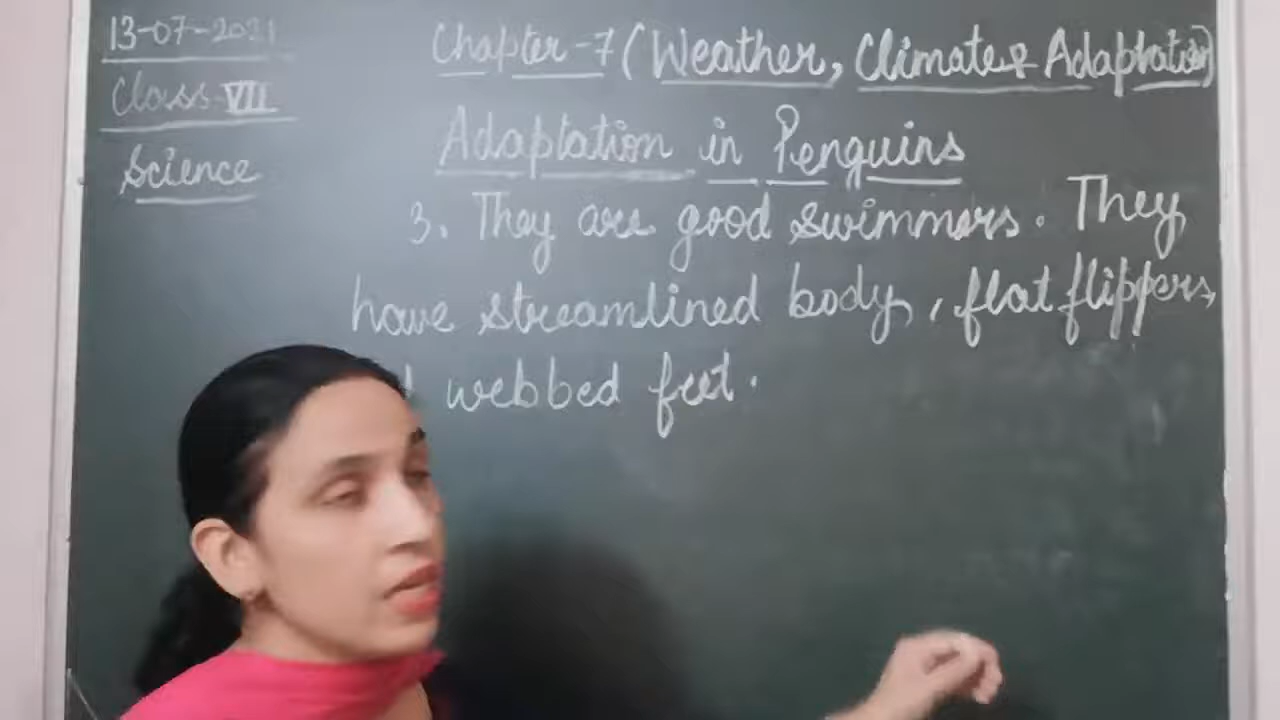 13-07-2021
Class-VII
Science
Chapter-7 (Weather, Climate & Adaptation)
Adaptation in Penguins
3. They are good swimmers. They
have streamlined body, flat flippers,
webbed feet.